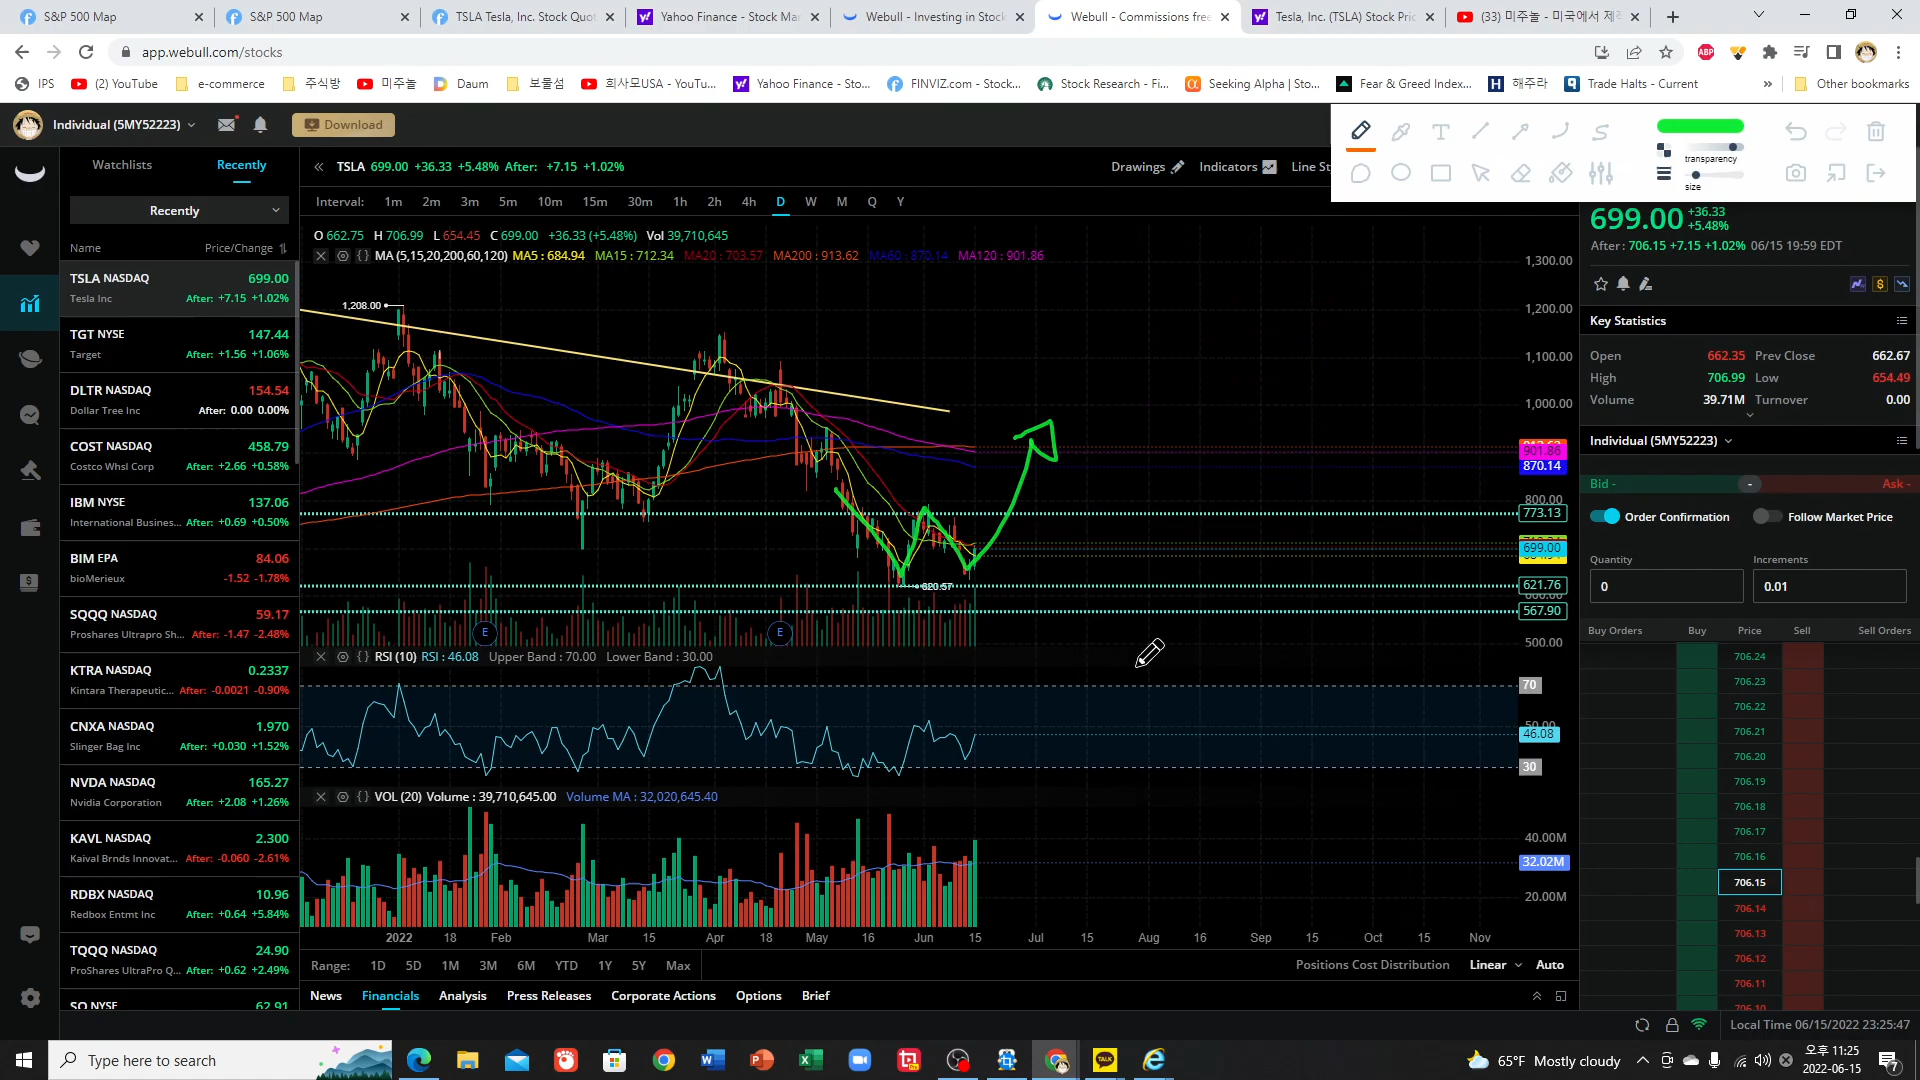 S&P 500 Map
S&P 500 Map
TSLA Tesla, Inc. Stock Quot
Yahoo Finance - Stock Mar
Webull - Investing in Stock
Webull - Commissions free
Tesla, Inc. (TSLA) Stock Pric
(33) 미주놀 - 미국에서 제
app.webull.com/stocks
IPS
(2) YouTube
e-commerce
주식방
미주놀
Daum
보물섬
희사모USA - YouTu...
Yahoo Finance - Sto...
FINVIZ.com - Stock...
Stock Research - Fi...
Seeking Alpha | Sto...
Fear & Greed Index...
해주라
Trade Halts - Current
Other bookmarks
Individual (5MY52223)
Download
transparency
size
Watchlists Recently
Recently
Name Price/Change
TSLA NASDAQ 699.00
Tesla Inc After: +7.15 +1.02%
TGT NYSE 147.44
Target After: +1.56 +1.06%
DLTR NASDAQ 154.54
Dollar Tree Inc After: 0.00 0.00%
COST NASDAQ 458.79
Costco Whsl Corp After: +2.66 +0.58%
IBM NYSE 137.06
International Busines... After: +0.69 +0.50%
BIM EPA 84.06
bioMerieux -1.52 -1.78%
SQQQ NASDAQ 59.17
Proshares Ultrapro Sh... After: -1.47 -2.48%
KTRA NASDAQ 0.2337
Kintara Therapeutic... After: -0.0021 -0.90%
CNXA NASDAQ 1.970
Slinger Bag Inc After: +0.030 +1.52%
NVDA NASDAQ 165.27
Nvidia Corporation After: +2.08 +1.26%
KAVL NASDAQ 2.300
Kaival Brnds Innovat... After: -0.060 -2.61%
RDBX NASDAQ 10.96
Redbox Entmt Inc After: +0.64 +5.84%
TQQQ NASDAQ 24.90
ProShares UltraPro Q... After: +0.62 +2.49%
SQ NYSE 62.91
TSLA 699.00 +36.33 +5.48% After: +7.15 +1.02%
Drawings Indicators Line St
Interval: 1m 2m 3m 5m 10m 15m 30m 1h 2h 4h D W M Q Y
O 662.75 H 706.99 L 654.45 C 699.00 +36.33 (+5.48%) Vol 39,710,645
MA (5,15,20,200,60,120) MA5 : 684.94 MA15 : 712.34 MA20 : 703.57 MA200 : 913.62 MA60 : 870.14 MA120 : 901.86
1,300.00
1,208.00
1,200.00
1,100.00
1,000.00
901.86
870.14
800.00
773.13
699.00
621.76
620.57
567.90
500.00
E E
RSI (10) RSI : 46.08 Upper Band : 70.00 Lower Band : 30.00
70
50.00
46.08
30
VOL (20) Volume : 39,710,645.00 Volume MA : 32,020,645.40
40.00M
32.02M
20.00M
2022 18 Feb Mar 15 Apr 18 May 16 Jun 15 Jul 15 Aug 16 Sep 15 Oct 15 Nov
Range: 1D 5D 1M 3M 6M YTD 1Y 5Y Max
Positions Cost Distribution Linear Auto
News Financials Analysis Press Releases Corporate Actions Options Brief
699.00 +36.33
+5.48%
After: 706.15 +7.15 +1.02% 06/15 19:59 EDT
Key Statistics
Open 662.35 Prev Close 662.67
High 706.99 Low 654.49
Volume 39.71M Turnover 0.00
Individual (5MY52223)
Bid - - Ask -
Order Confirmation Follow Market Price
Quantity Increments
0 0.01
Buy Orders Buy Price Sell Sell Orders
706.24
706.23
706.22
706.21
706.20
706.19
706.18
706.17
706.16
706.15
706.14
706.13
706.12
706.11
706.10
Local Time 06/15/2022 23:25:47
Type here to search
65°F Mostly cloudy
오후 11:25
2022-06-15
7